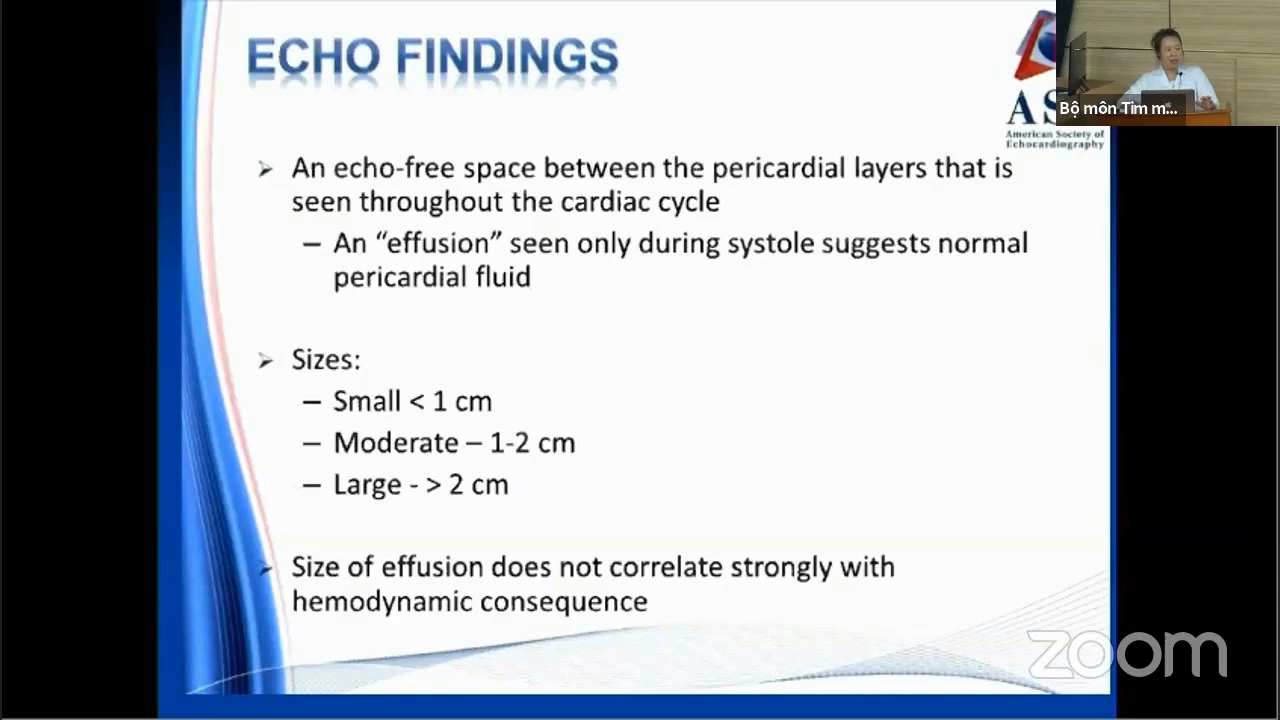 ECHO FINDINGS
Bộ môn Tim m...
American Society of
Echocardiography
➢ An echo-free space between the pericardial layers that is
seen throughout the cardiac cycle
– An “effusion” seen only during systole suggests normal
pericardial fluid
➢ Sizes:
– Small < 1 cm
– Moderate – 1-2 cm
– Large - > 2 cm
➢ Size of effusion does not correlate strongly with
hemodynamic consequence
zoom